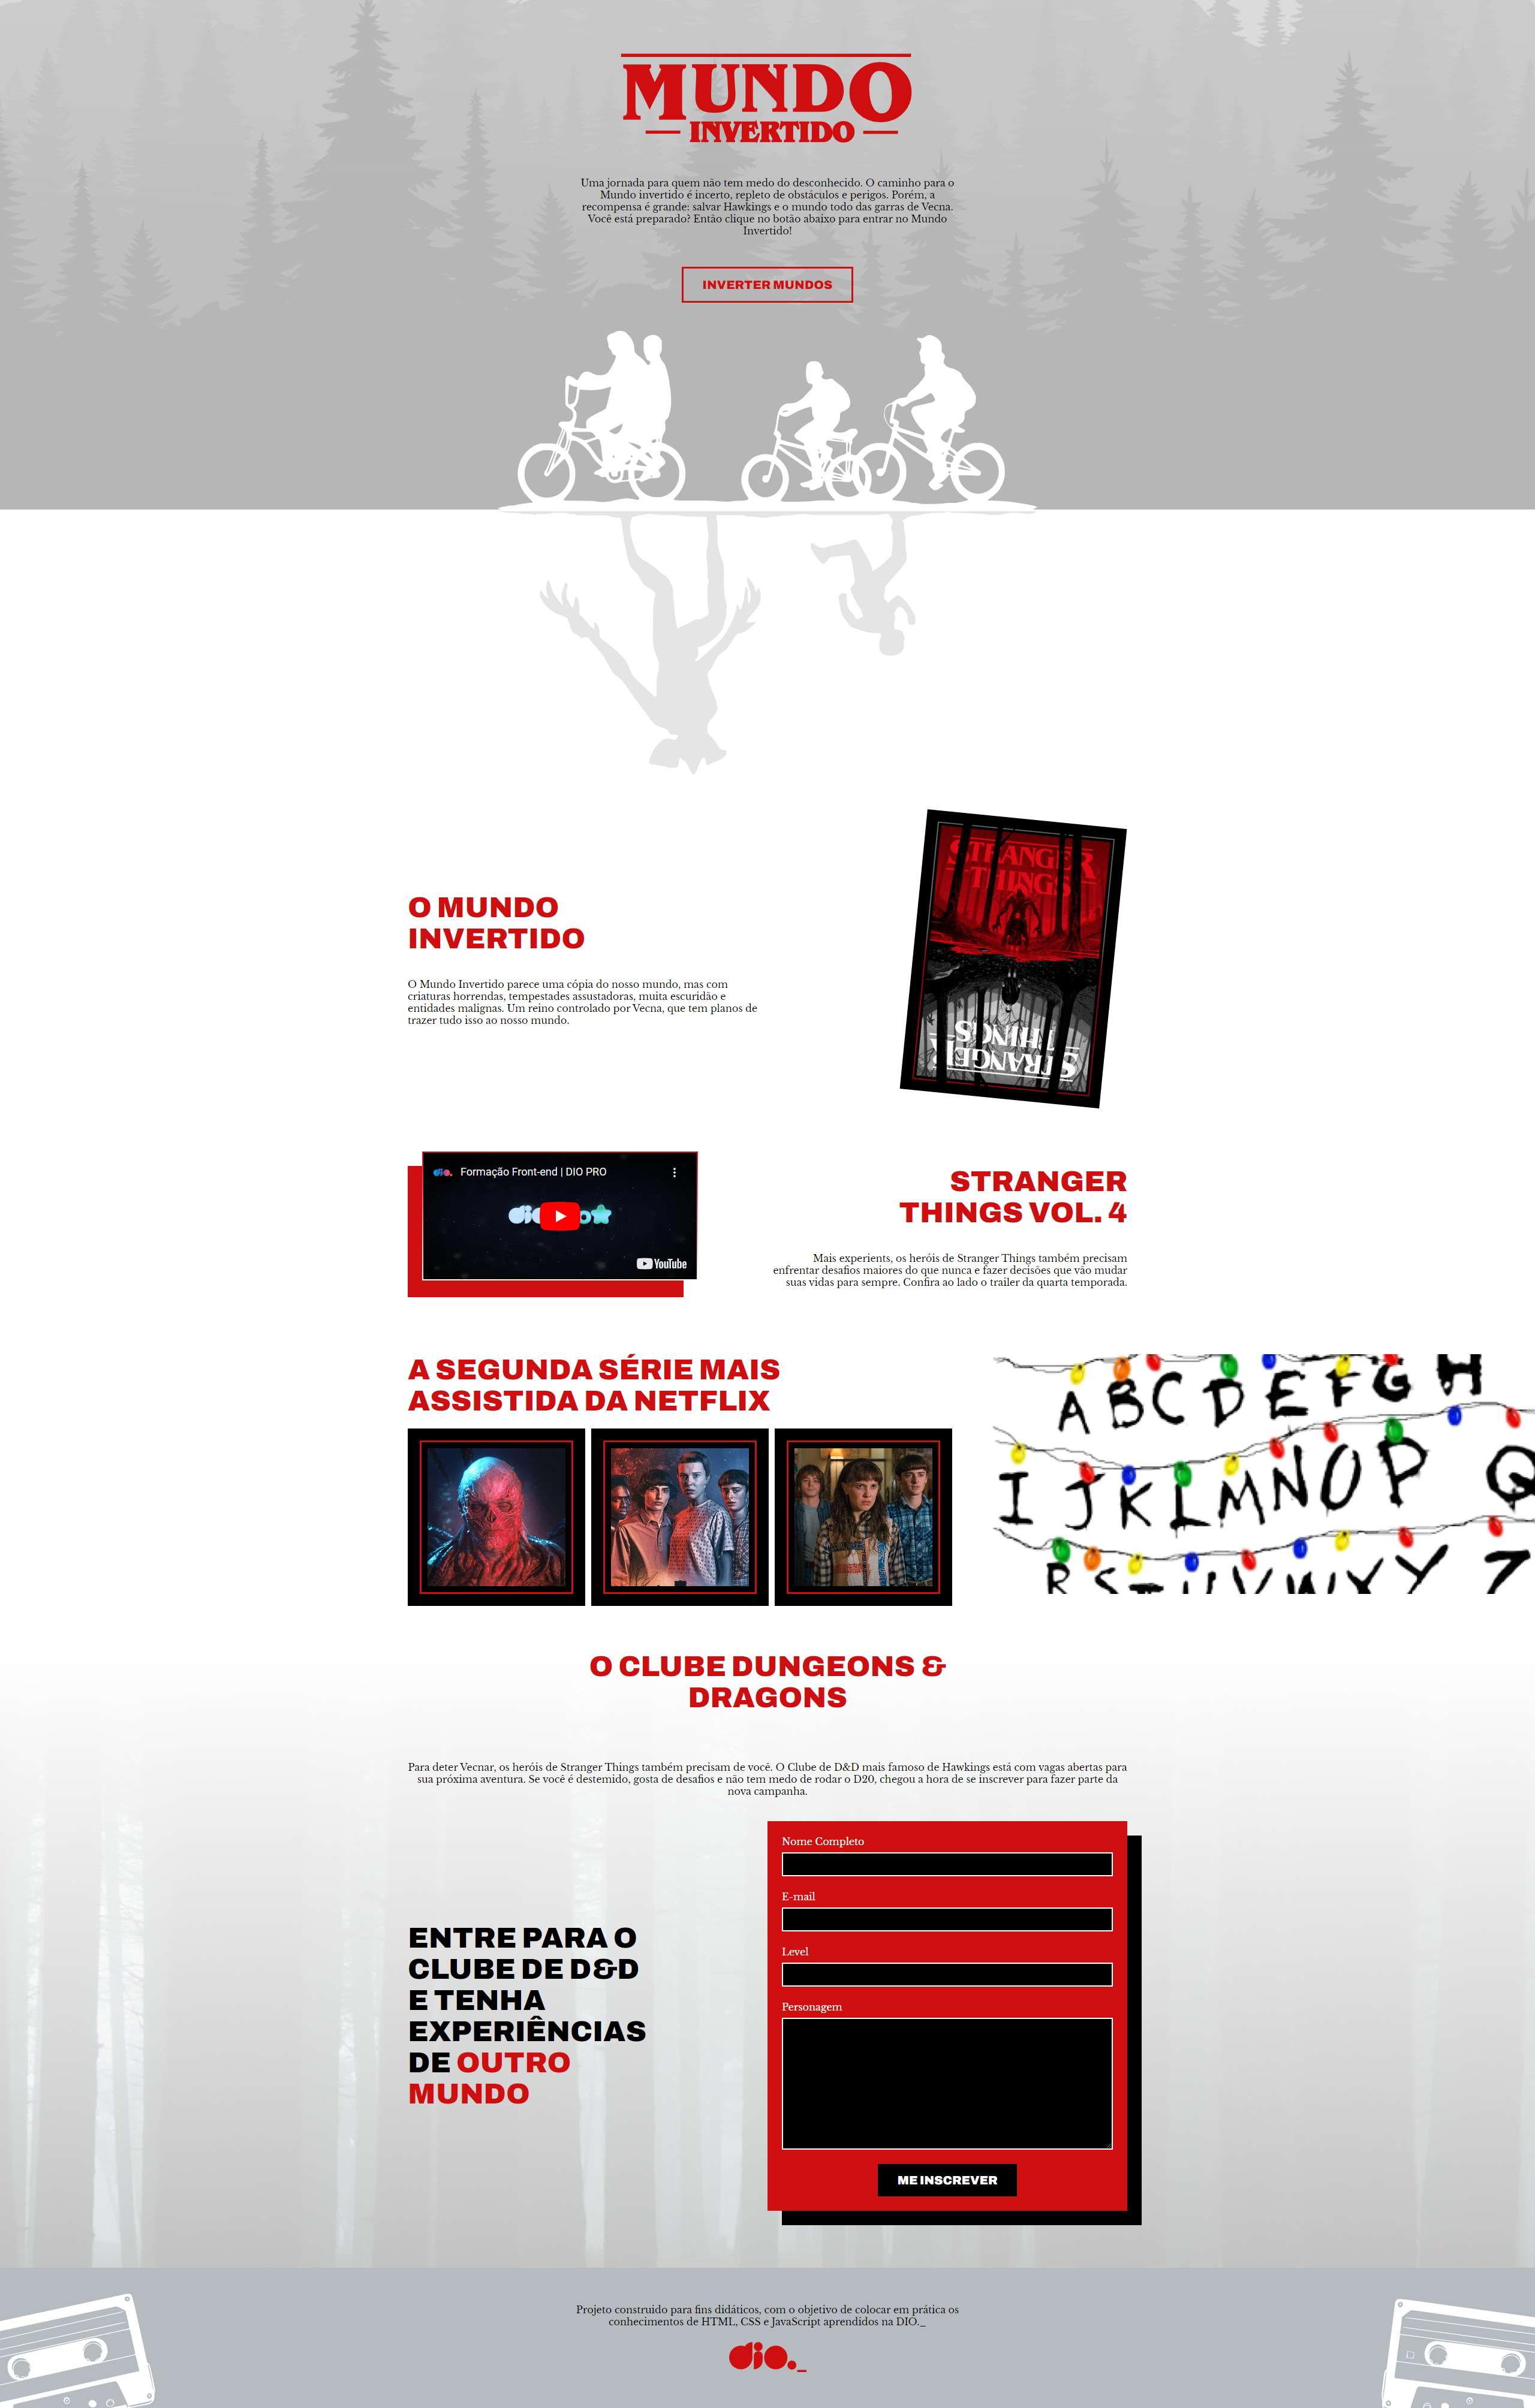 MUNDO
INVERTIDO
Uma jornada para quem não tem medo do desconhecido. O caminho para o
Mundo invertido é incerto, repleto de obstáculos e perigos. Porém, a
recompensa é grande: salvar Hawkings e o mundo todo das garras de Vecna.
Você está preparado? Então clique no botão abaixo para entrar no Mundo
Invertido!
INVERTER MUNDOS
O MUNDO
INVERTIDO
O Mundo Invertido parece uma cópia do nosso mundo, mas com
criaturas horrendas, tempestades assustadoras, muita escuridão e
entidades malignas. Um reino controlado por Vecna, que tem planos de
trazer tudo isso ao nosso mundo.
STRANGER
THINGS
STRANGER
THINGS
dio. Formação Front-end | DIO PRO
YouTube
STRANGER
THINGS VOL. 4
Mais experients, os heróis de Stranger Things também precisam
enfrentar desafios maiores do que nunca e fazer decisões que vão mudar
suas vidas para sempre. Confira ao lado o trailer da quarta temporada.
A SEGUNDA SÉRIE MAIS
ASSISTIDA DA NETFLIX
A B C D E F G H
I J K L M N O P Q
R S T U V W X Y Z
O CLUBE DUNGEONS &
DRAGONS
Para deter Vecnar, os heróis de Stranger Things também precisam de você. O Clube de D&D mais famoso de Hawkings está com vagas abertas para
sua próxima aventura. Se você é destemido, gosta de desafios e não tem medo de rodar o D20, chegou a hora de se inscrever para fazer parte da
nova campanha.
ENTRE PARA O
CLUBE DE D&D
E TENHA
EXPERIÊNCIAS
DE OUTRO
MUNDO
Nome Completo
E-mail
Level
Personagem
ME INSCREVER
Projeto construido para fins didáticos, com o objetivo de colocar em prática os
conhecimentos de HTML, CSS e JavaScript aprendidos na DIO._
dio._